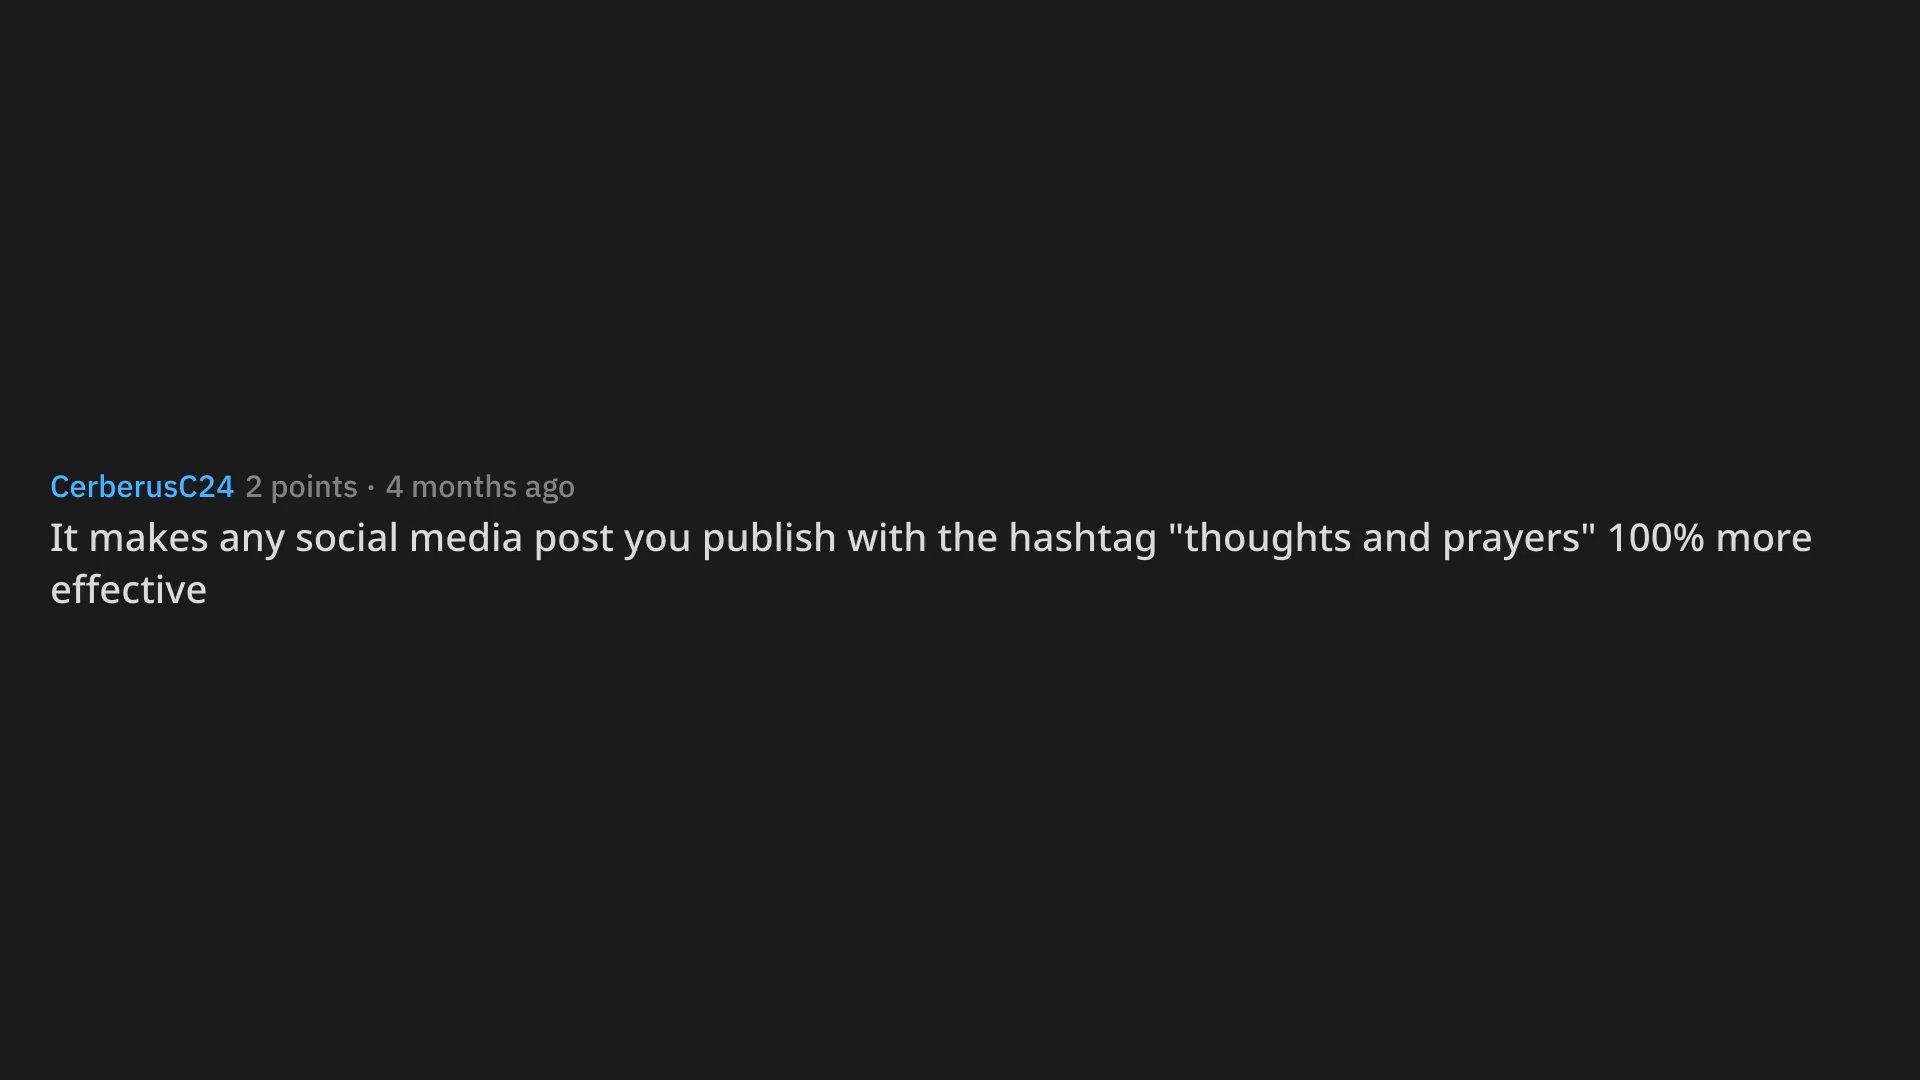 CerberusC24 2 points · 4 months ago
It makes any social media post you publish with the hashtag "thoughts and prayers" 100% more
effective